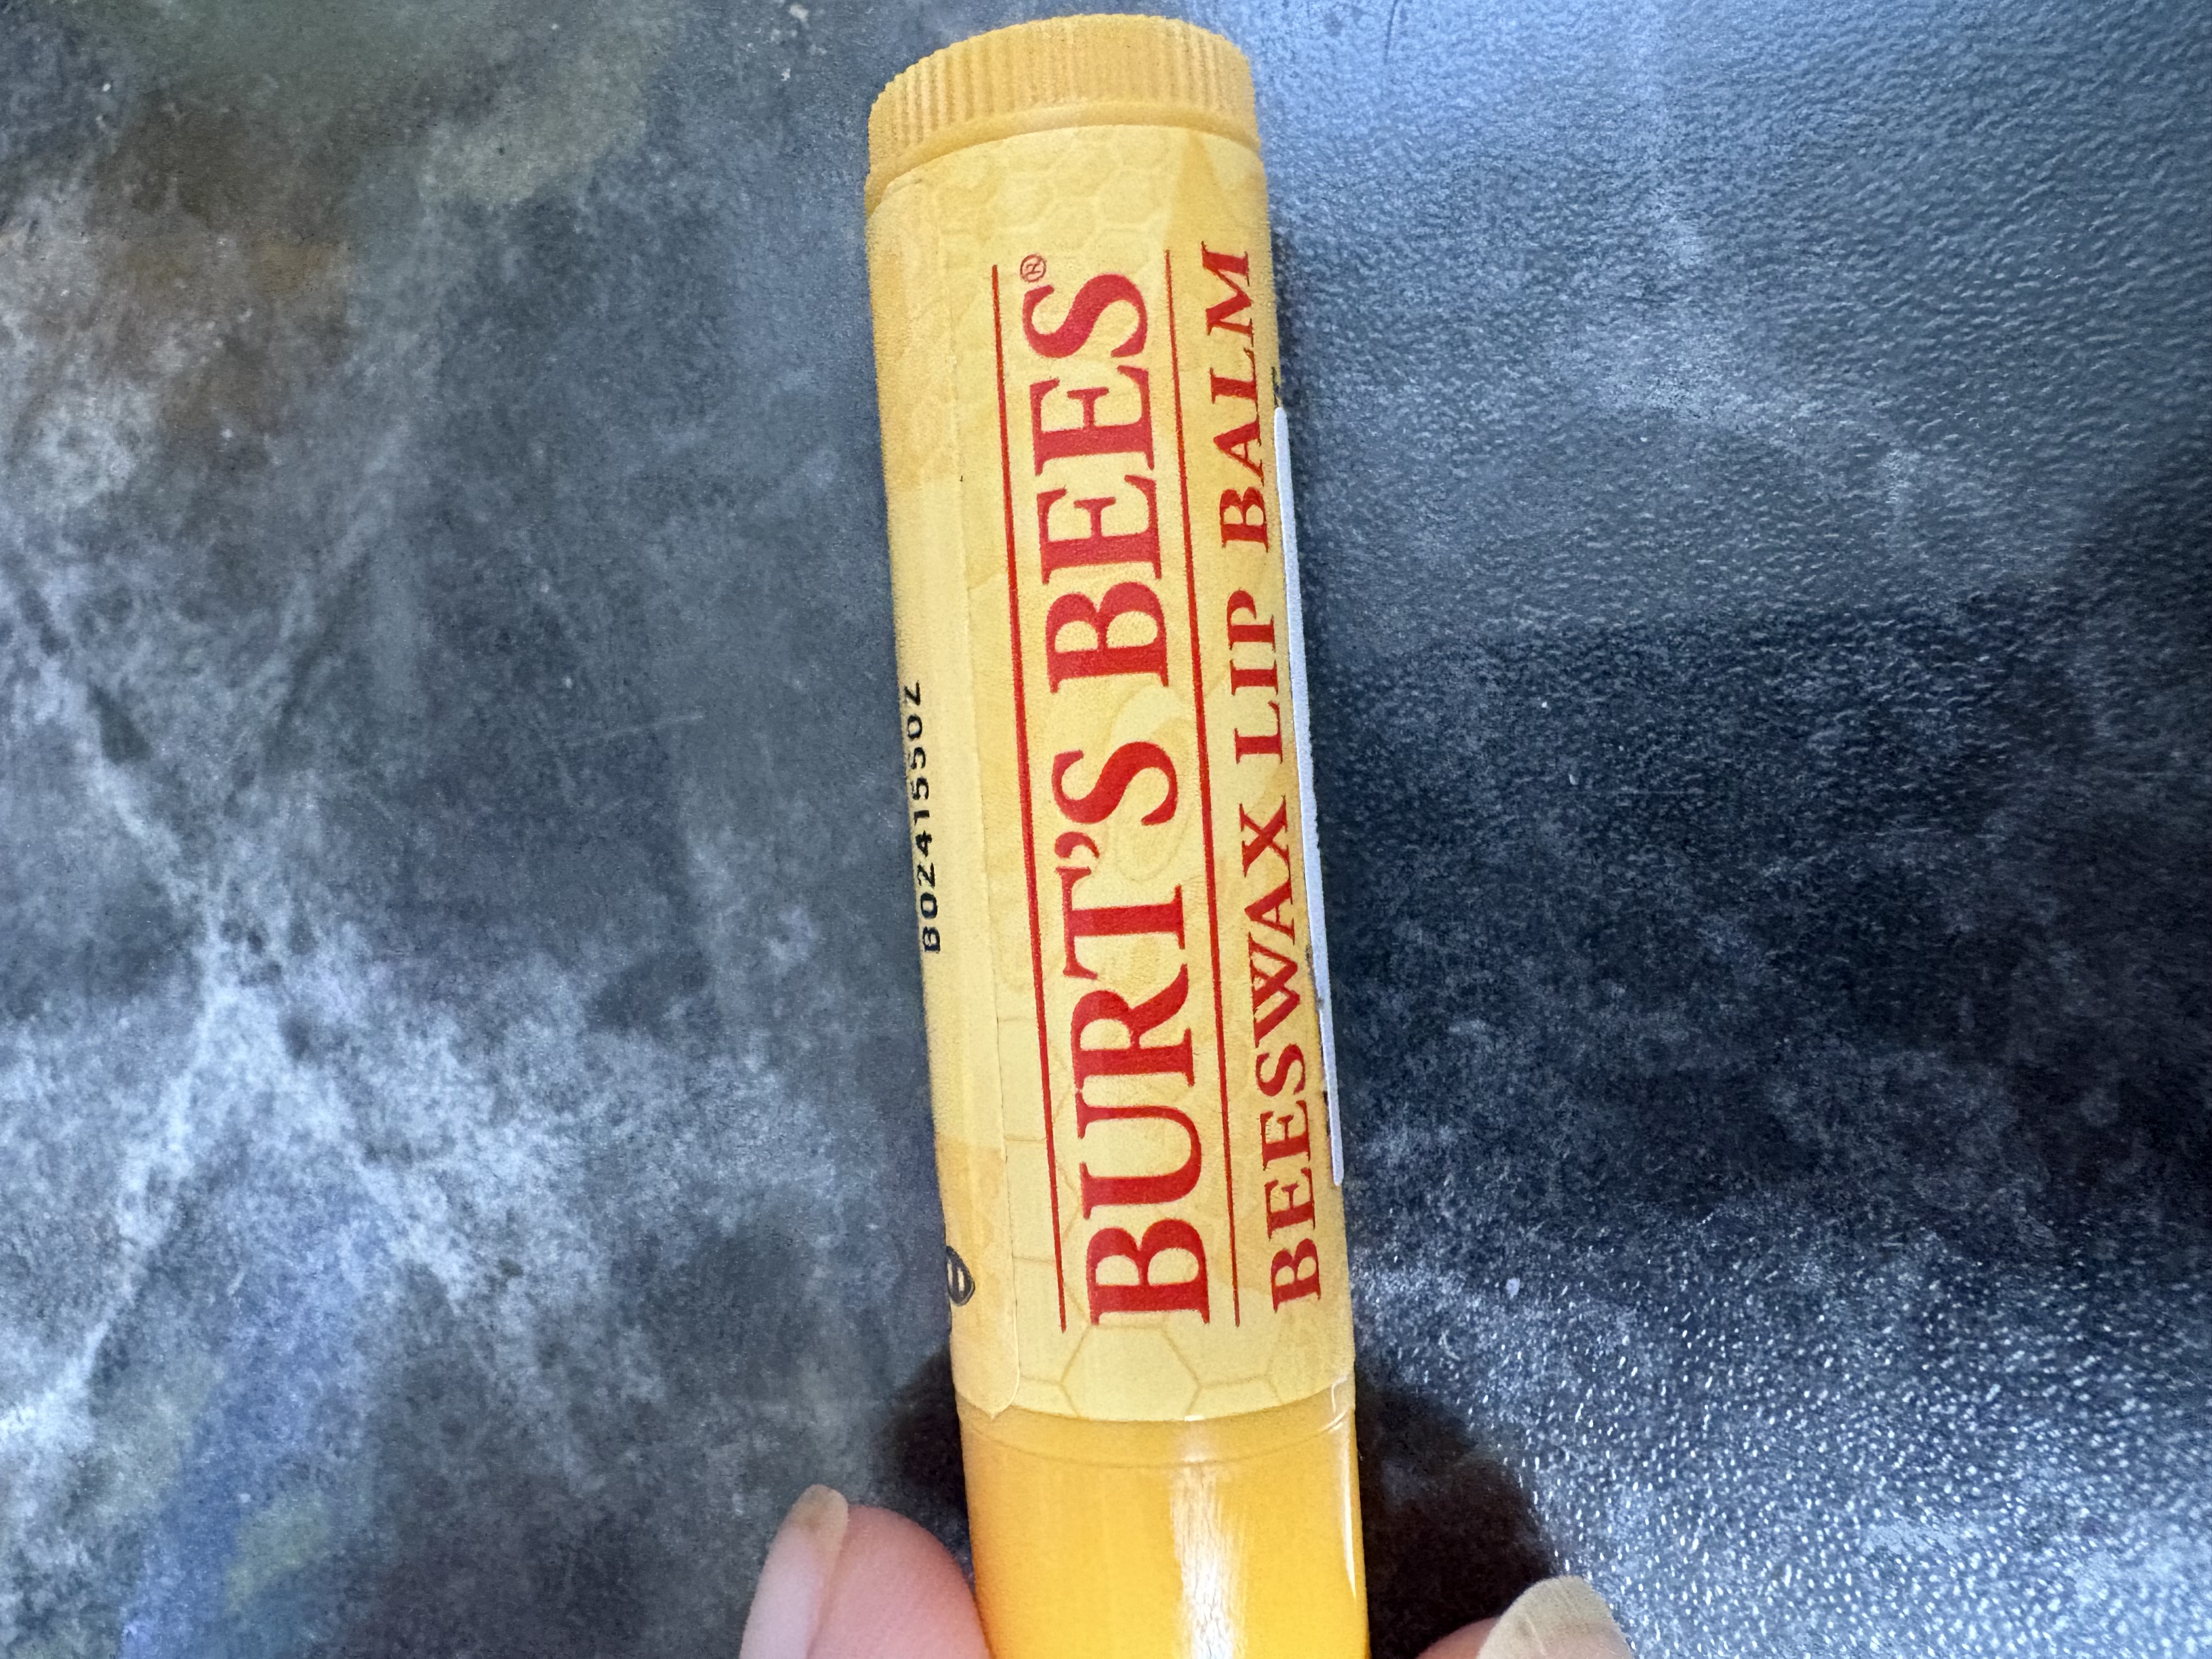 B02415502
BURT'S BEES®
BEESWAX LIP BALM